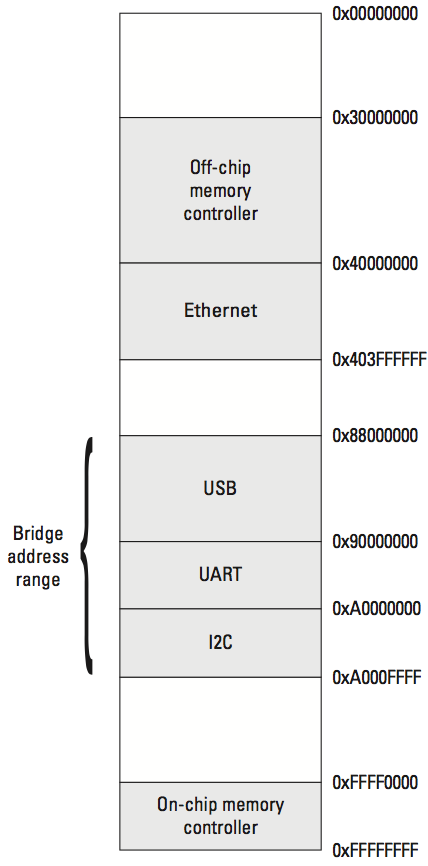 0x00000000
0x30000000
Off-chip
memory
controller
0x40000000
Ethernet
0x403FFFFFF
0x88000000
USB
Bridge
address
range
0x90000000
UART
0xA0000000
I2C
0xA000FFFF
0xFFFF0000
On-chip memory
controller
0xFFFFFFFF